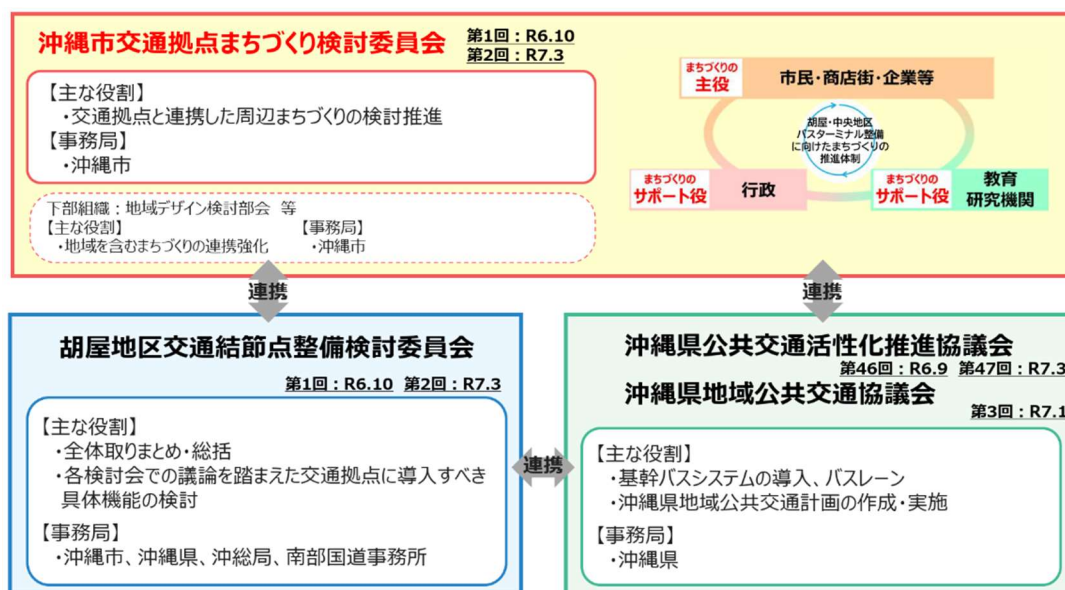 沖縄市交通拠点まちづくり検討委員会
第1回：R6.10
第2回：R7.3
【主な役割】
・交通拠点と連携した周辺まちづくりの検討推進
【事務局】
・沖縄市
下部組織：地域デザイン検討部会 等
【主な役割】
・地域を含むまちづくりの連携強化
【事務局】
・沖縄市
まちづくりの
主役
市民・商店街・企業等
胡屋・中央地区
バスターミナル整備
に向けたまちづくりの
推進体制
まちづくりの
サポート役
行政
まちづくりの
サポート役
教育
研究機関
連携
連携
胡屋地区交通結節点整備検討委員会
第1回：R6.10 第2回：R7.3
【主な役割】
・全体取りまとめ・総括
・各検討会での議論を踏まえた交通拠点に導入すべき
具体機能の検討
【事務局】
・沖縄市、沖縄県、沖総局、南部国道事務所
連携
沖縄県公共交通活性化推進協議会
第46回：R6.9 第47回：R7.3
沖縄県地域公共交通協議会
第3回：R7.1
【主な役割】
・基幹バスシステムの導入、バスレーン
・沖縄県地域公共交通計画の作成・実施
【事務局】
・沖縄県